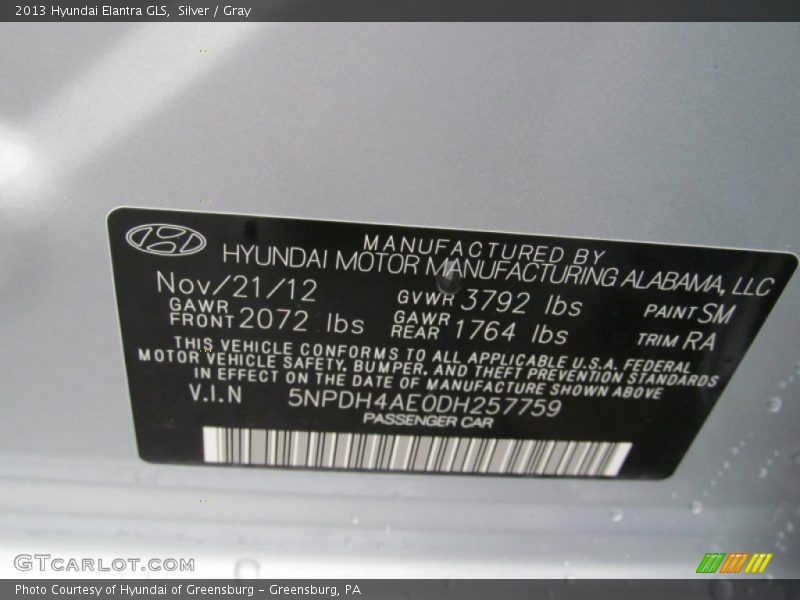 2013 Hyundai Elantra GLS,  Silver / Gray
MANUFACTURED BY
HYUNDAI MOTOR MANUFACTURING ALABAMA, LLC
Nov/21/12 GVWR 3792 lbs PAINT SM
GAWR FRONT 2072 lbs GAWR REAR 1764 lbs TRIM RA
THIS VEHICLE CONFORMS TO ALL APPLICABLE U.S.A. FEDERAL
MOTOR VEHICLE SAFETY, BUMPER, AND THEFT PREVENTION STANDARDS
IN EFFECT ON THE DATE OF MANUFACTURE SHOWN ABOVE
V.I.N 5NPDH4AE0DH257759
PASSENGER CAR
GTCARLOT.COM
Photo Courtesy of Hyundai of Greensburg - Greensburg, PA